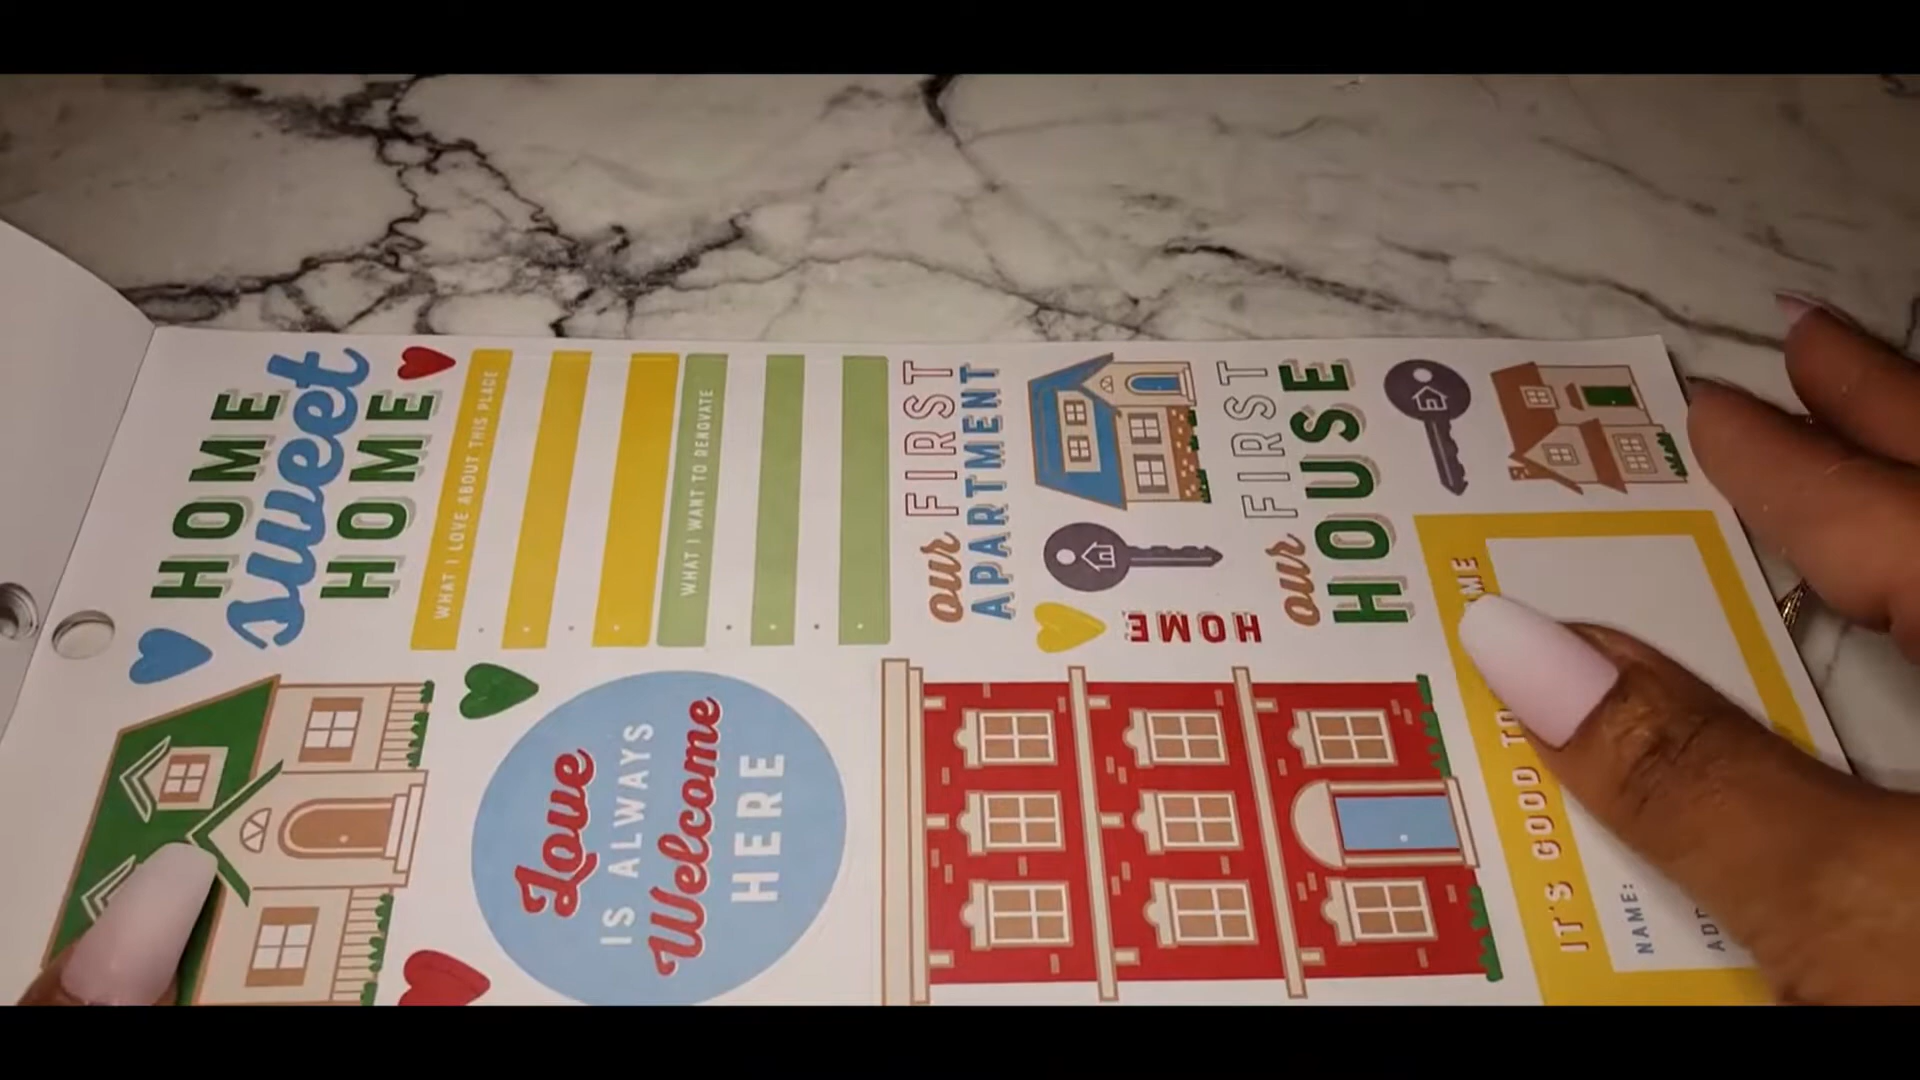 HOME
sweet
HOME
WHAT I LOVE ABOUT THIS PLACE
WHAT I WANT TO RENOVATE
our FIRST
APARTMENT
our FIRST
HOUSE
HOME
Love
IS ALWAYS
Welcome
HERE
IT'S GOOD TO
NAME: